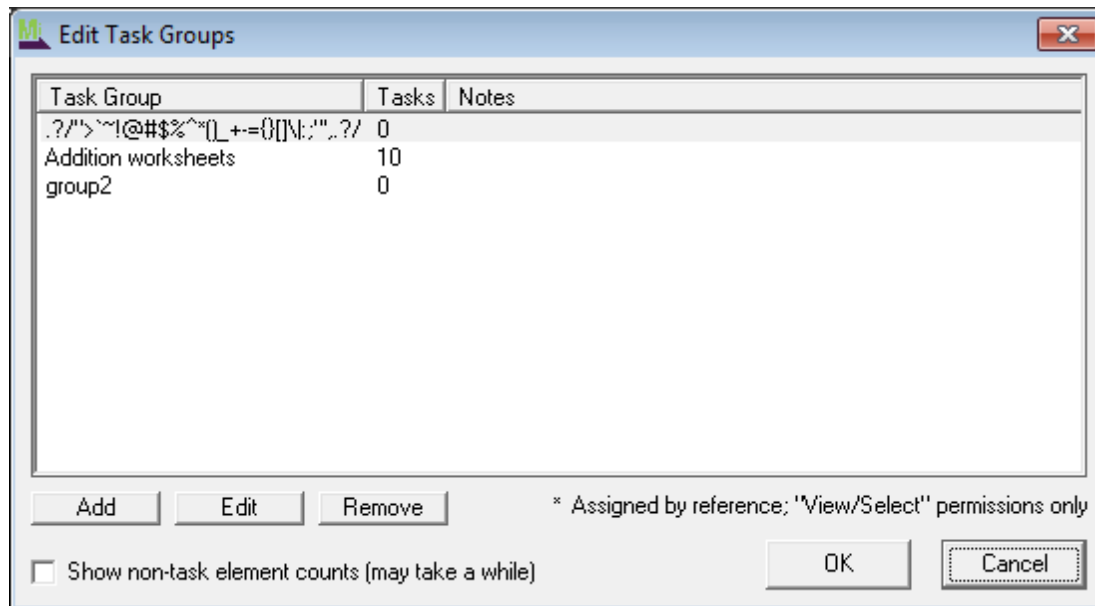 Edit Task Groups
Task Group Tasks Notes
.?/"'>`~!@#$%^*()_+-={}[]\|:;'",.?/ 0
Addition worksheets 10
group2 0
Add Edit Remove * Assigned by reference; "View/Select" permissions only
Show non-task element counts (may take a while) OK Cancel